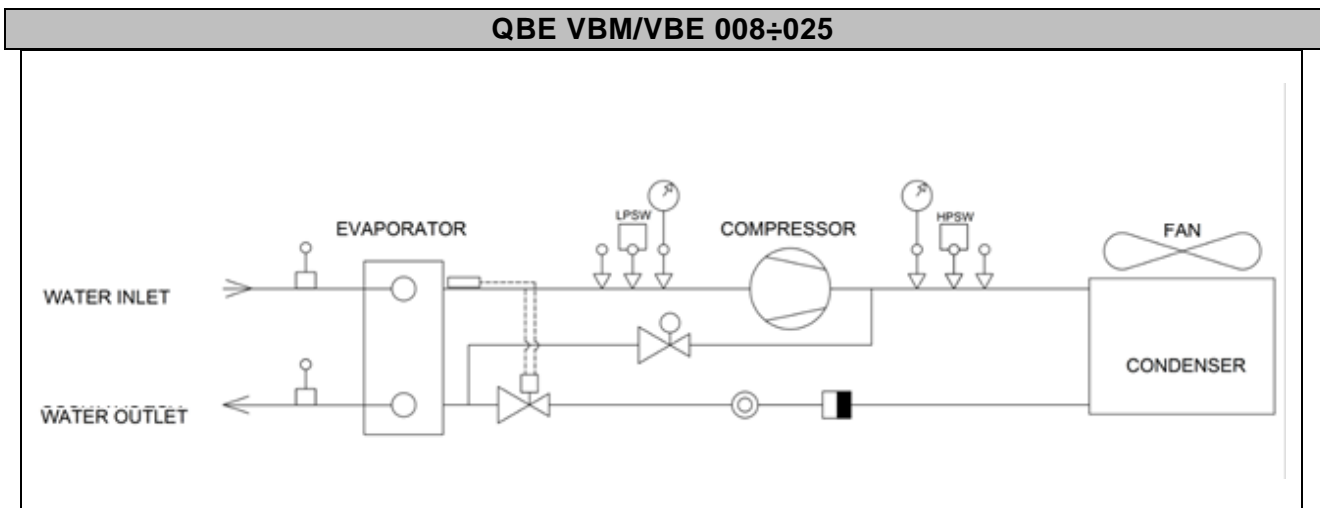 QBE VBM/VBE 008÷025
LPSW
HPSW
EVAPORATOR
COMPRESSOR
FAN
WATER INLET
CONDENSER
WATER OUTLET